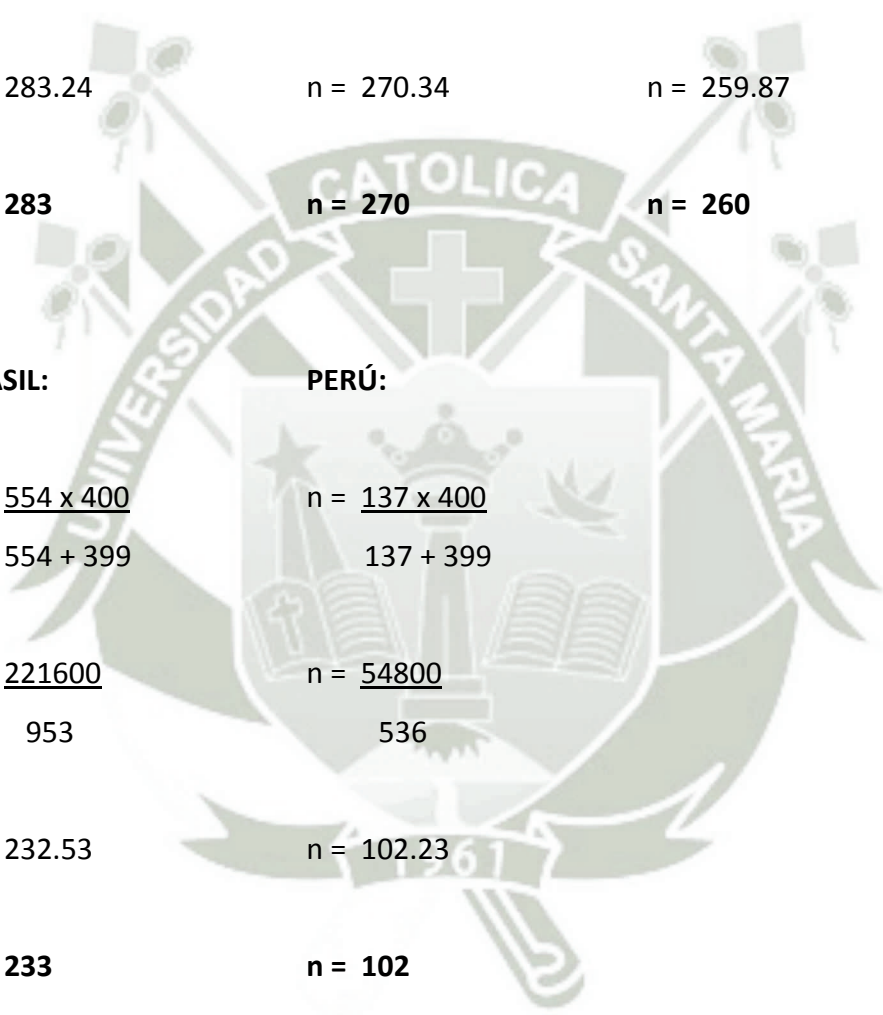 283.24 n = 270.34 n = 259.87
283 n = 270 n = 260
ASIL: PERÚ:
554 x 400 n = 137 x 400
554 + 399 137 + 399
221600 n = 54800
953 536
232.53 n = 102.23
233 n = 102
UNIVERSIDAD CATOLICA SANTA MARIA
1961